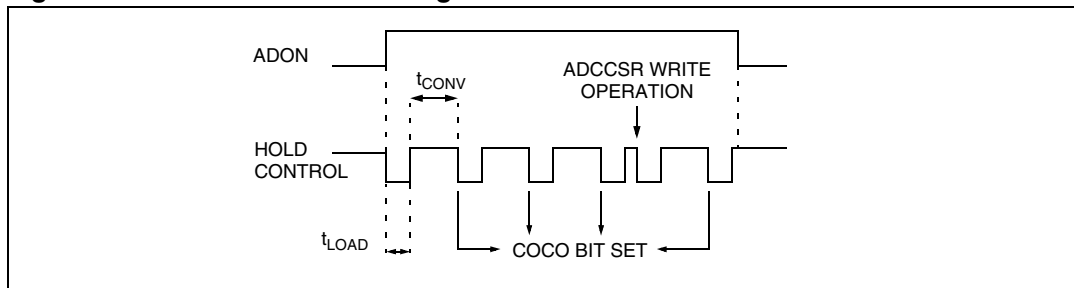 ADON
ADCCSR WRITE
OPERATION
tCONV
HOLD
CONTROL
tLOAD
COCO BIT SET